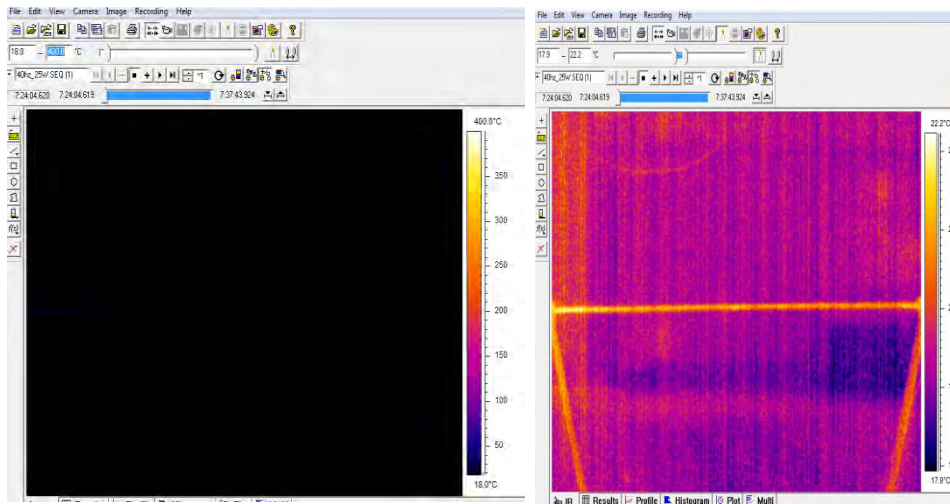 File Edit View Camera Image Recording Help
18.0 – 400.0 °C
40hz_25W.SEQ (1)
7:24:04.620 7:24:04.619 7:37:43.924
400.0°C
350
300
250
200
150
100
50
18.0°C
File Edit View Camera Image Recording Help
17.9 – 22.2 °C
40hz_25W.SEQ (1)
7:24:04.620 7:24:04.619 7:37:43.924
22.2°C
17.9°C
IR Results Profile Histogram Plot Multi